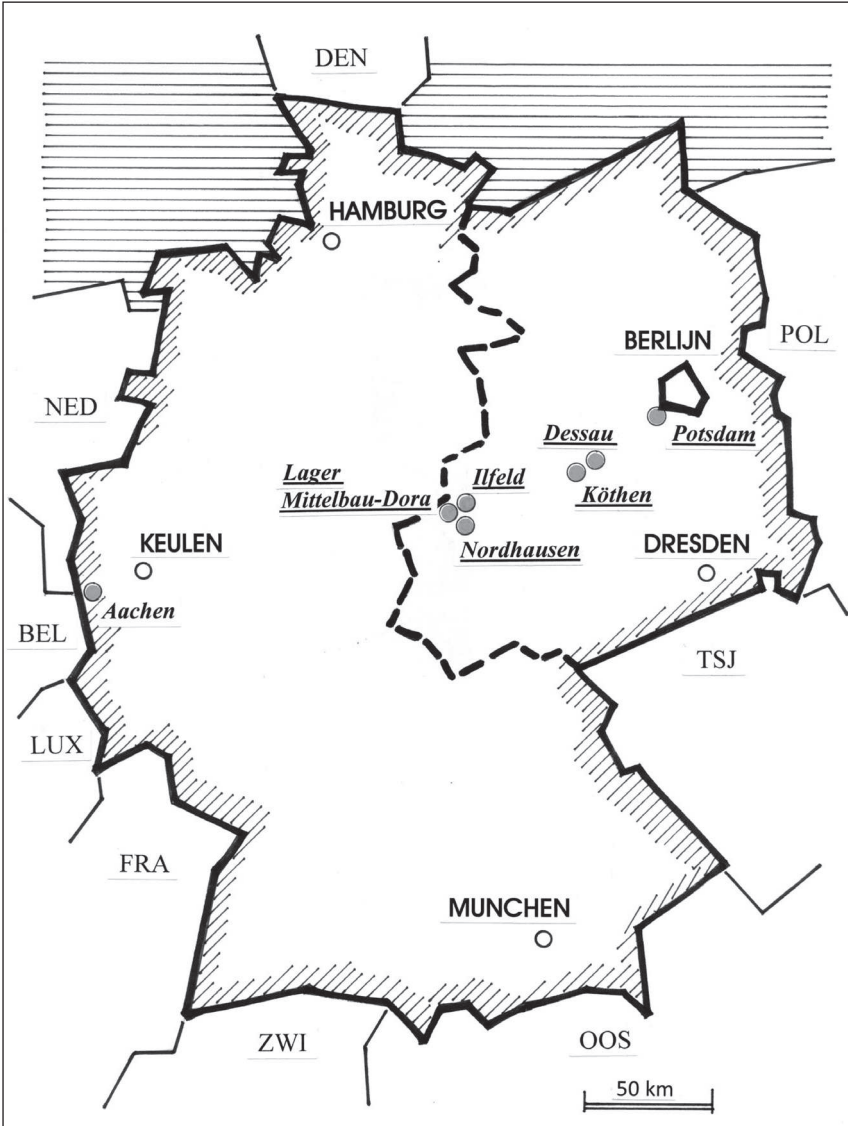 DEN
HAMBURG
BERLIJN
POL
NED
Dessau
Potsdam
Lager
Mittelbau-Dora
Ilfeld
Köthen
Nordhausen
KEULEN
DRESDEN
Aachen
BEL
TSJ
LUX
FRA
MUNCHEN
ZWI
OOS
50 km